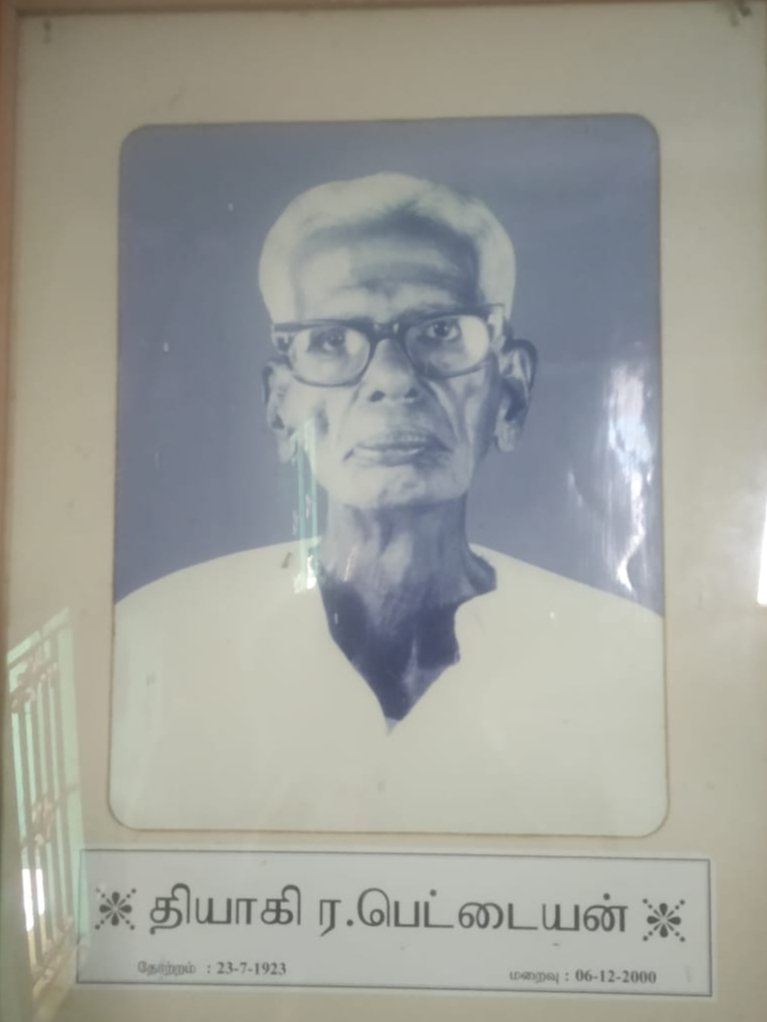 தியாகி ர.பெட்டையன்
தோற்றம் : 23-7-1923 மறைவு : 06-12-2000